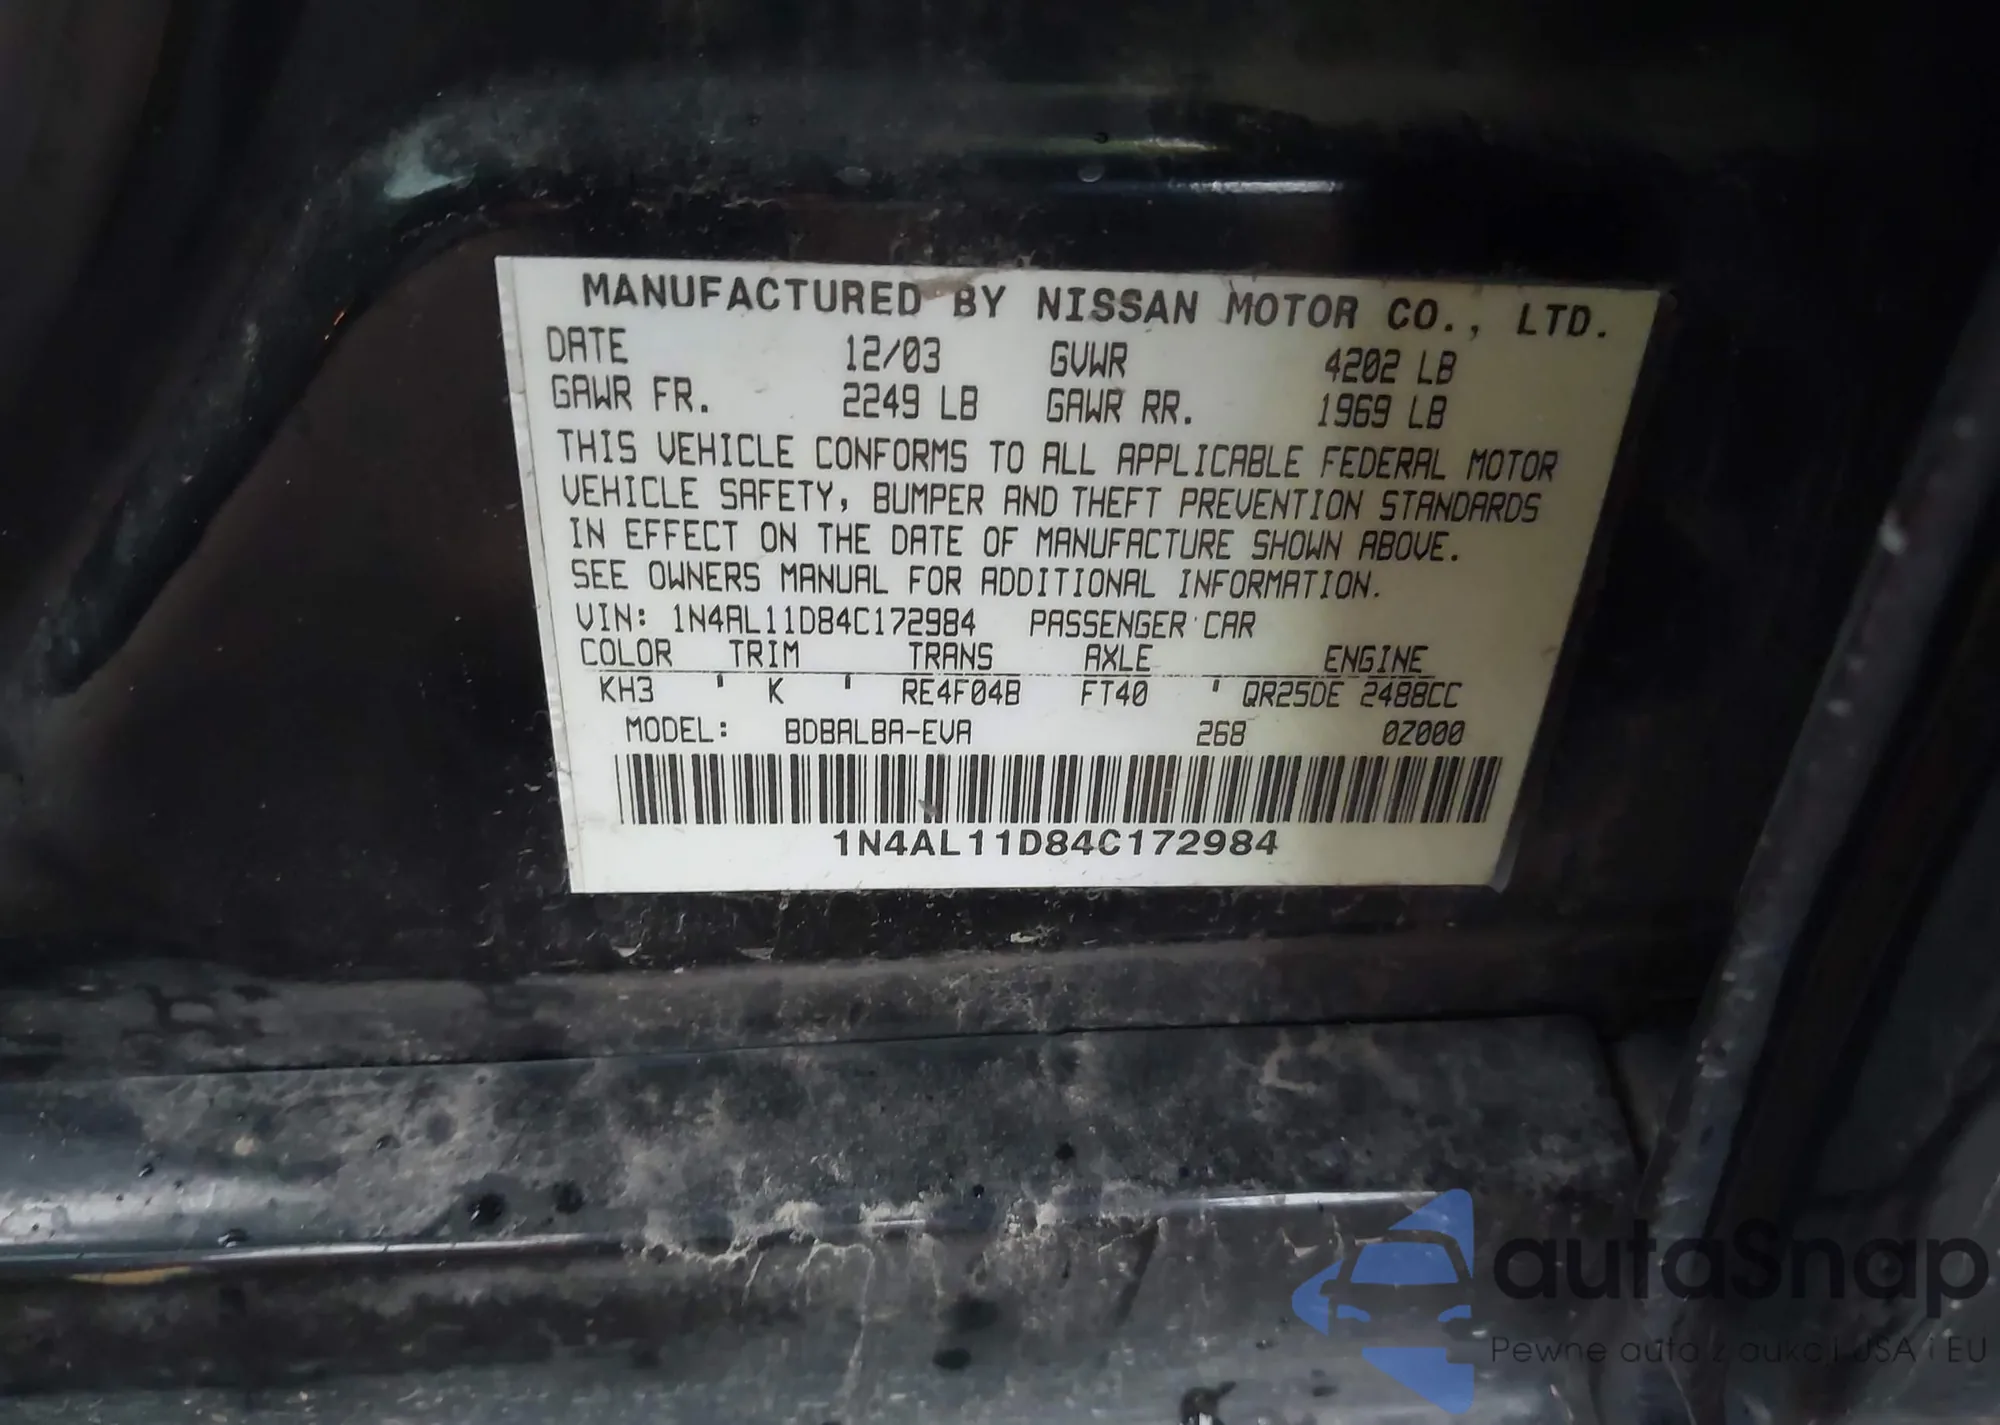 MANUFACTURED BY NISSAN MOTOR CO., LTD.
DATE 12/03 GVWR 4202 LB
GAWR FR. 2249 LB GAWR RR. 1969 LB
THIS VEHICLE CONFORMS TO ALL APPLICABLE FEDERAL MOTOR
VEHICLE SAFETY, BUMPER AND THEFT PREVENTION STANDARDS
IN EFFECT ON THE DATE OF MANUFACTURE SHOWN ABOVE.
SEE OWNERS MANUAL FOR ADDITIONAL INFORMATION.
VIN: 1N4AL11D84C172984 PASSENGER CAR
COLOR TRIM TRANS AXLE ENGINE
KH3 ' K ' RE4F04B FT40 ' QR25DE 2488CC
MODEL: BDBALBA-EVA 268 0Z000
1N4AL11D84C172984
autaSnap
Pewne auta z aukcji USA i EU